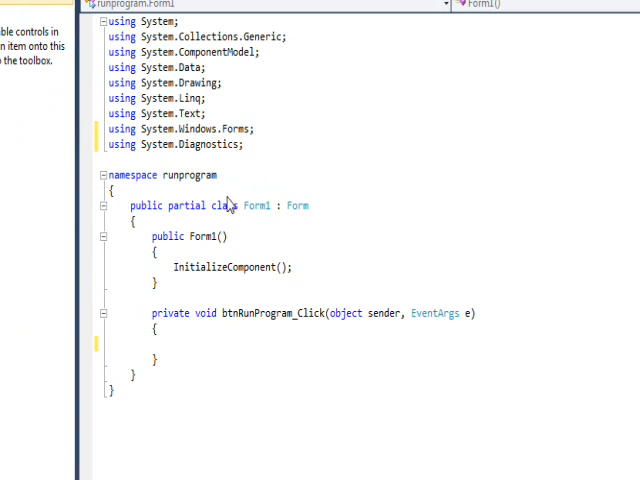 runprogram.Form1
Form1()
ble controls in
n item onto this
o the toolbox.
using System;
using System.Collections.Generic;
using System.ComponentModel;
using System.Data;
using System.Drawing;
using System.Linq;
using System.Text;
using System.Windows.Forms;
using System.Diagnostics;
namespace runprogram
{
public partial class Form1 : Form
{
public Form1()
{
InitializeComponent();
}
private void btnRunProgram_Click(object sender, EventArgs e)
{
}
}
}